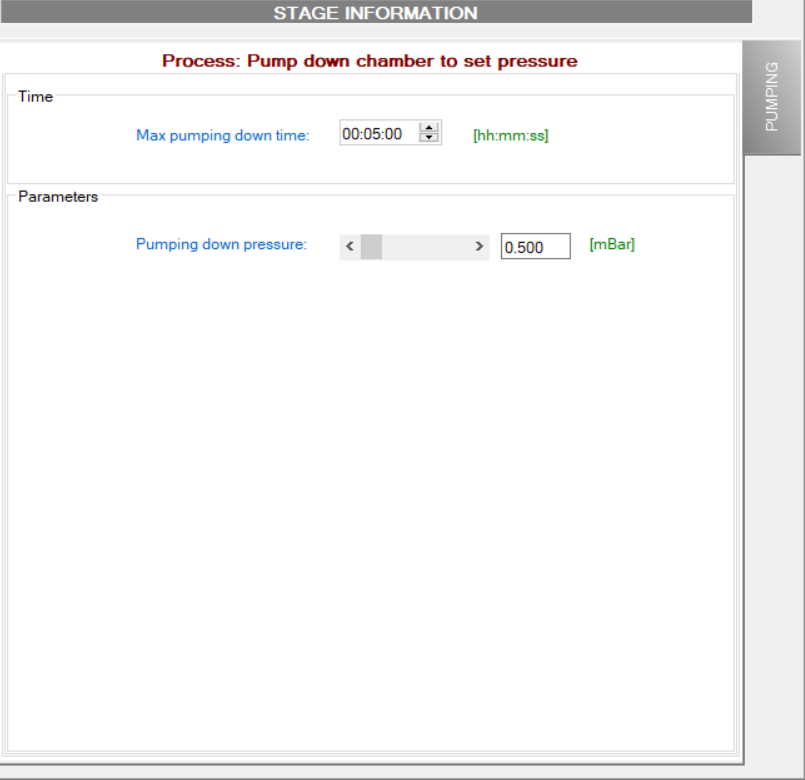 STAGE INFORMATION
Process: Pump down chamber to set pressure
PUMPING
Time
Max pumping down time: 00:05:00 [hh:mm:ss]
Parameters
Pumping down pressure: 0.500 [mBar]